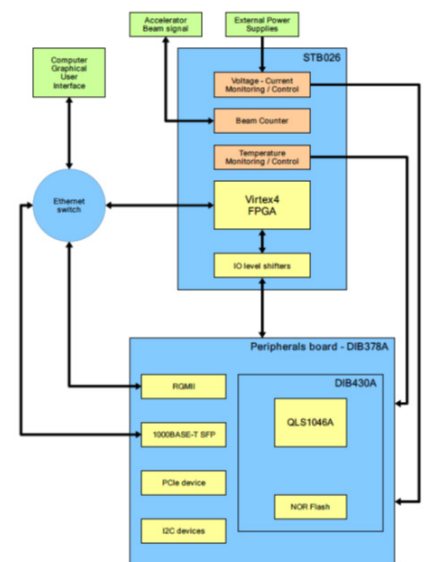 Accelerator
Beam signal
External Power
Supplies
Computer
Graphical
User
Interface
STB026
Voltage - Current
Monitoring / Control
Beam Counter
Temperature
Monitoring / Control
Ethernet
switch
Virtex4
FPGA
IO level shifters
Peripherals board - DIB378A
RGMII
DIB430A
QLS1046A
1000BASE-T SFP
PCIe device
NOR Flash
I2C devices